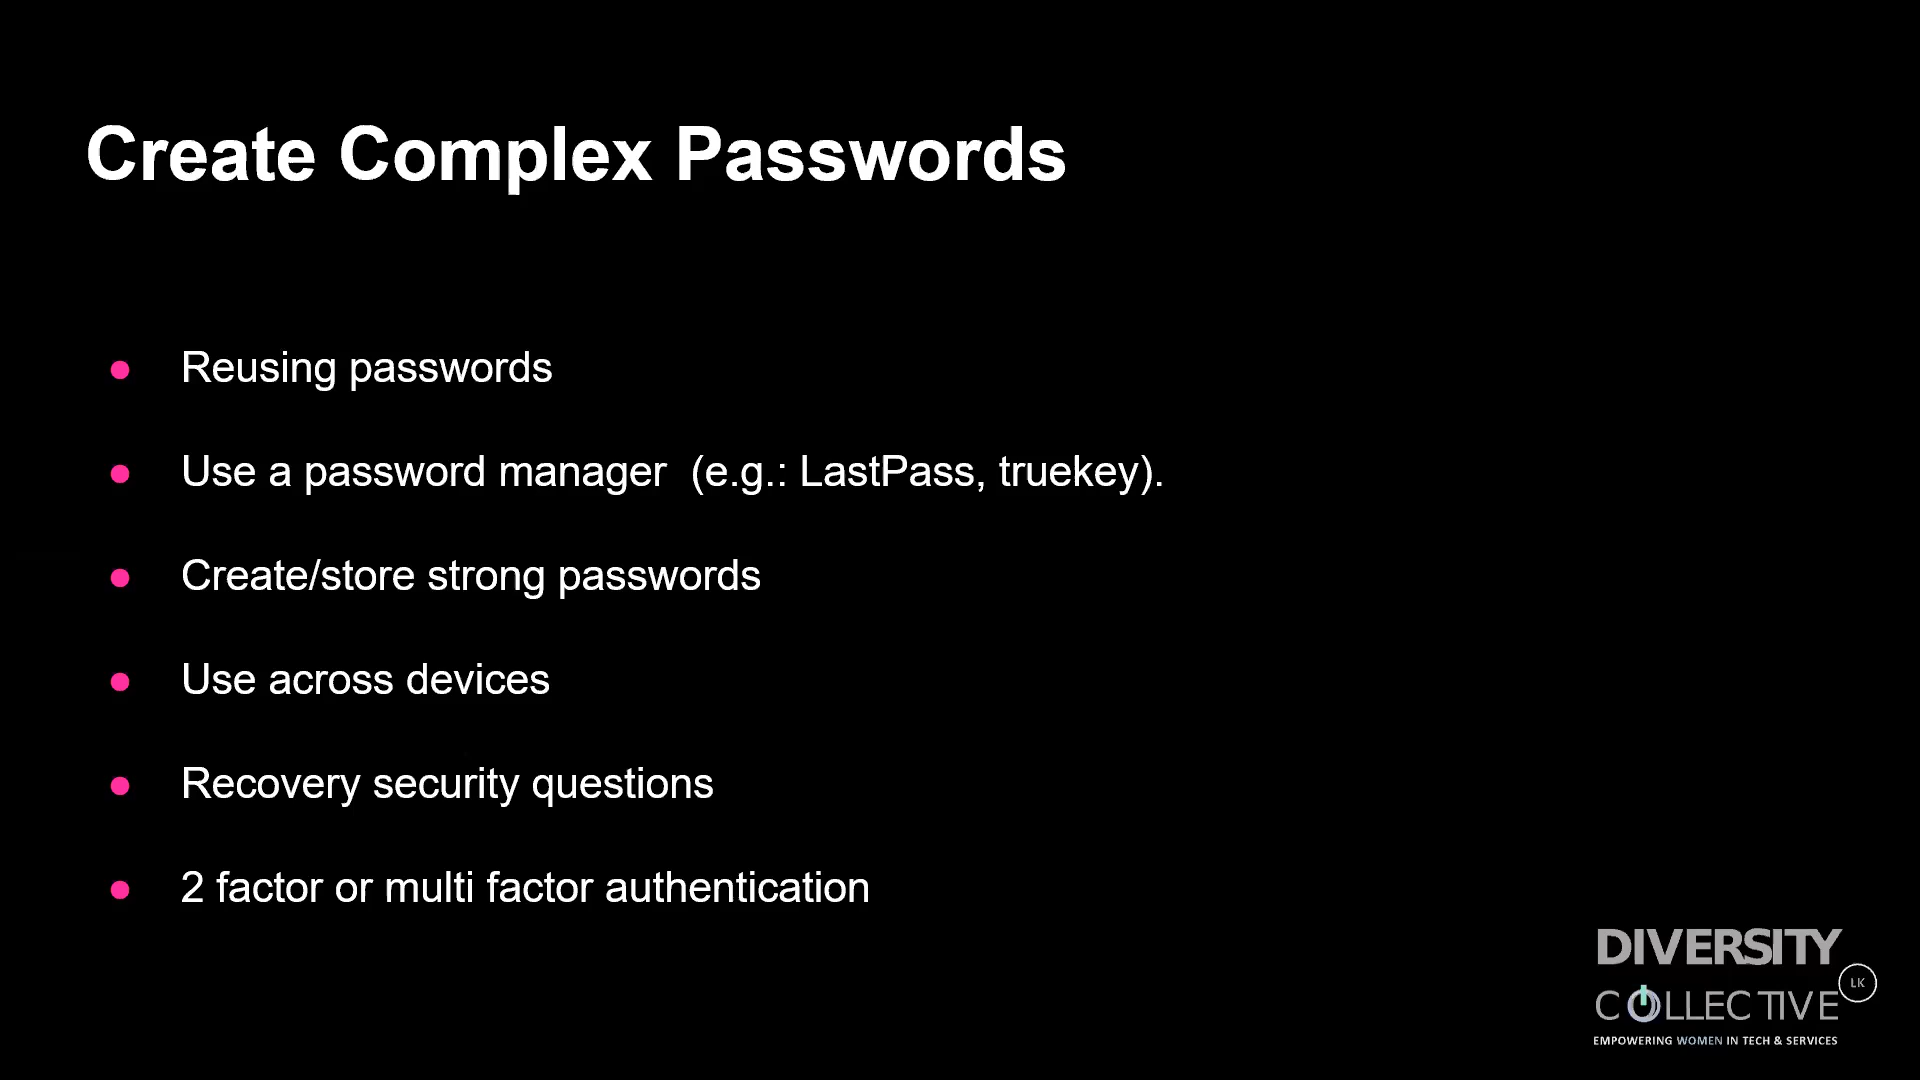 Create Complex Passwords
Reusing passwords
Use a password manager  (e.g.: LastPass, truekey).
Create/store strong passwords
Use across devices
Recovery security questions
2 factor or multi factor authentication
DIVERSITY
COLLECTIVE
LK
EMPOWERING WOMEN IN TECH & SERVICES